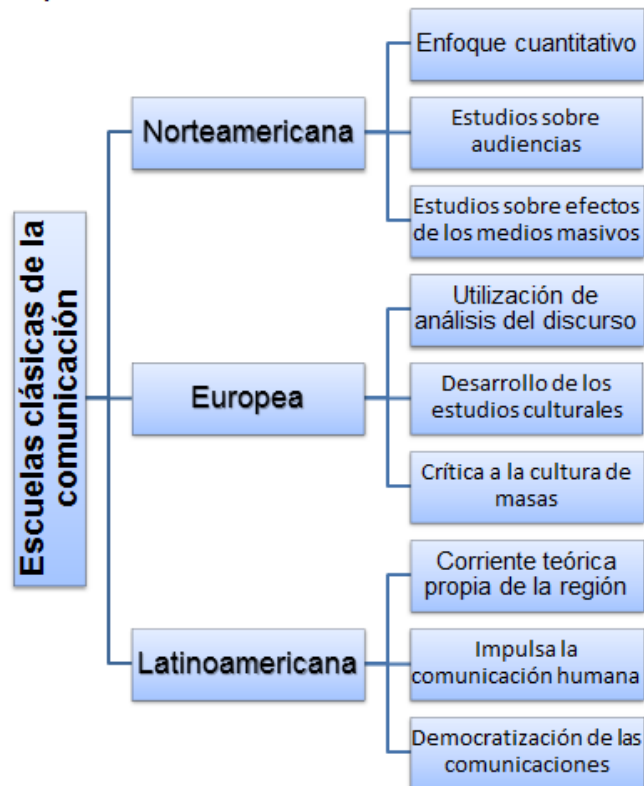 Escuelas clásicas de la
comunicación
Norteamericana
Enfoque cuantitativo
Estudios sobre
audiencias
Estudios sobre efectos
de los medios masivos
Europea
Utilización de
análisis del discurso
Desarrollo de los
estudios culturales
Crítica a la cultura de
masas
Latinoamericana
Corriente teórica
propia de la región
Impulsa la
comunicación humana
Democratización de las
comunicaciones